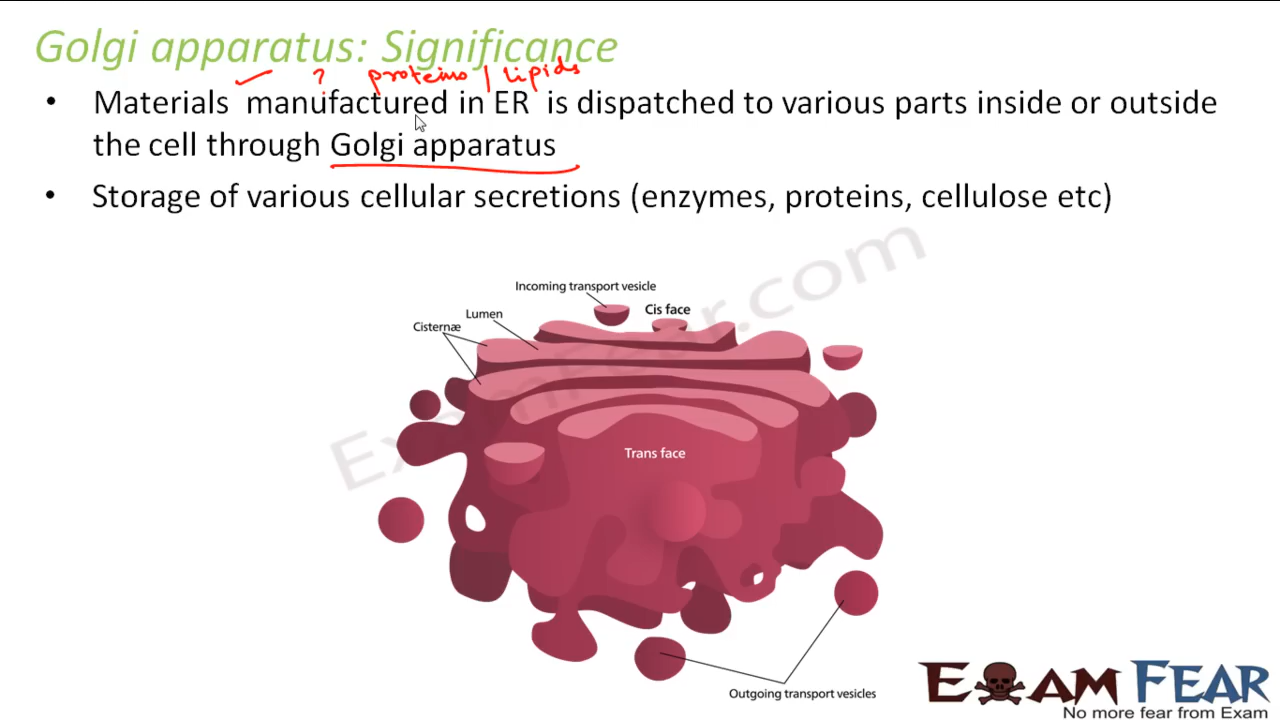 Golgi apparatus: Significance
? proteins / lipids
• Materials manufactured in ER is dispatched to various parts inside or outside
the cell through Golgi apparatus
• Storage of various cellular secretions (enzymes, proteins, cellulose etc)
Incoming transport vesicle
Cis face
Lumen
Cisternæ
Trans face
Outgoing transport vesicles
ExamFear.com
EXAM FEAR
No more fear from Exam